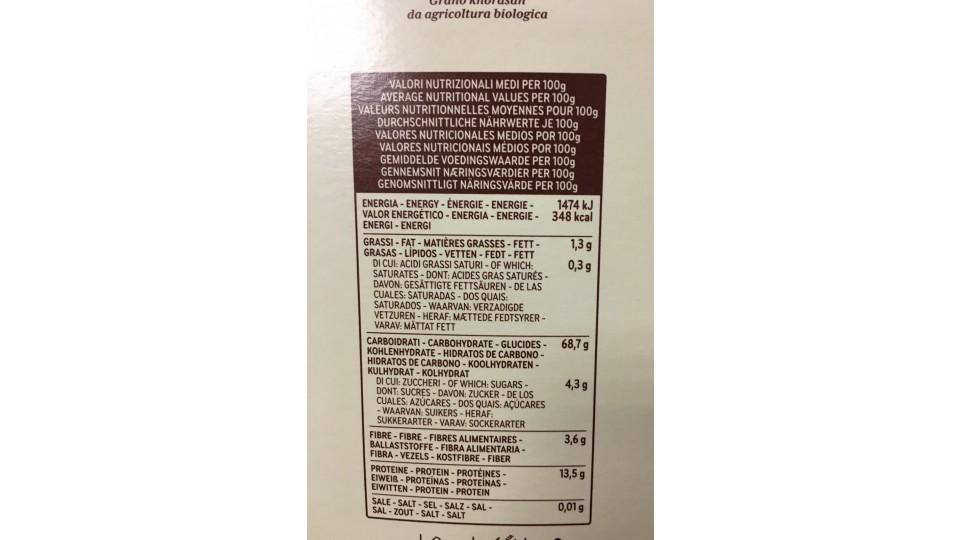 Grano khorasan
da agricoltura biologica
VALORI NUTRIZIONALI MEDI PER 100g
AVERAGE NUTRITIONAL VALUES PER 100g
VALEURS NUTRITIONNELLES MOYENNES POUR 100g
DURCHSCHNITTLICHE NÄHRWERTE JE 100g
VALORES NUTRICIONALES MEDIOS POR 100g
VALORES NUTRICIONAIS MÉDIOS POR 100g
GEMIDDELDE VOEDINGSWAARDE PER 100g
GENNEMSNIT NÆRINGSVÆRDIER PER 100g
GENOMSNITTLIGT NÄRINGSVÄRDE PER 100g
ENERGIA - ENERGY - ÉNERGIE - ENERGIE - 1474 kJ
VALOR ENERGÉTICO - ENERGIA - ENERGIE - 348 kcal
ENERGI - ENERGI
GRASSI - FAT - MATIÈRES GRASSES - FETT - 1,3 g
GRASAS - LÍPIDOS - VETTEN - FEDT - FETT
DI CUI: ACIDI GRASSI SATURI - OF WHICH: 0,3 g
SATURATES - DONT: ACIDES GRAS SATURÉS -
DAVON: GESÄTTIGTE FETTSÄUREN - DE LAS
CUALES: SATURADAS - DOS QUAIS:
SATURADOS - WAARVAN: VERZADIGDE
VETZUREN - HERAF: MÆTTEDE FEDTSYRER -
VARAV: MÄTTAT FETT
CARBOIDRATI - CARBOHYDRATE - GLUCIDES - 68,7 g
KOHLENHYDRATE - HIDRATOS DE CARBONO -
HIDRATOS DE CARBONO - KOOLHYDRATEN -
KULHYDRAT - KOLHYDRAT
DI CUI: ZUCCHERI - OF WHICH: SUGARS - 4,3 g
DONT: SUCRES - DAVON: ZUCKER - DE LOS
CUALES: AZÚCARES - DOS QUAIS: AÇÚCARES
- WAARVAN: SUIKERS - HERAF:
SUKKERARTER - VARAV: SOCKERARTER
FIBRE - FIBRE - FIBRES ALIMENTAIRES - 3,6 g
BALLASTSTOFFE - FIBRA ALIMENTARIA -
FIBRA - VEZELS - KOSTFIBRE - FIBER
PROTEINE - PROTEIN - PROTÉINES - 13,5 g
EIWEIß - PROTEÍNAS - PROTEÍNAS -
EIWITTEN - PROTEIN - PROTEIN
SALE - SALT - SEL - SALZ - SAL - 0,01 g
SAL - ZOUT - SALT - SALT